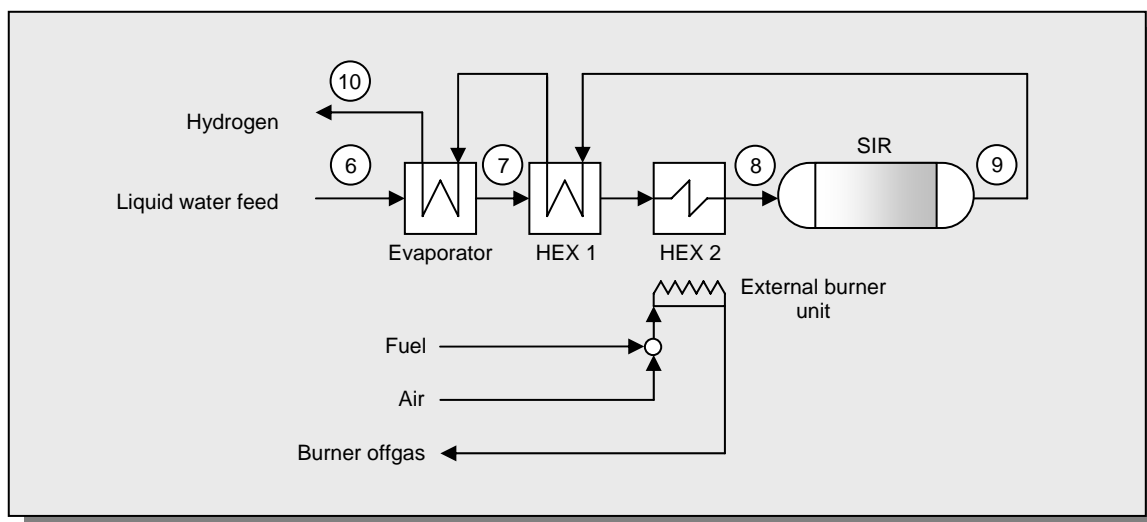 10
Hydrogen
SIR
6
7
8
9
Liquid water feed
Evaporator
HEX 1
HEX 2
External burner
unit
Fuel
Air
Burner offgas